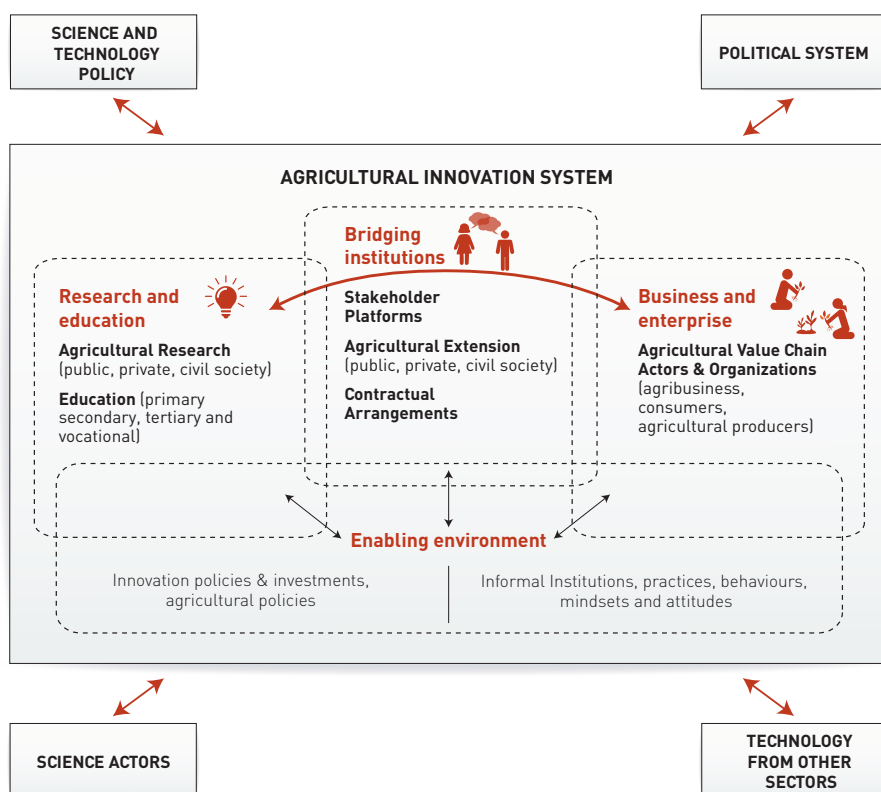 SCIENCE AND
TECHNOLOGY
POLICY
POLITICAL SYSTEM
AGRICULTURAL INNOVATION SYSTEM
Bridging
institutions
Research and
education
Agricultural Research
(public, private, civil society)
Education (primary
secondary, tertiary and
vocational)
Stakeholder
Platforms
Agricultural Extension
(public, private, civil society)
Contractual
Arrangements
Business and
enterprise
Agricultural Value Chain
Actors & Organizations
(agribusiness,
consumers,
agricultural producers)
Enabling environment
Innovation policies & investments,
agricultural policies
Informal Institutions, practices, behaviours,
mindsets and attitudes
SCIENCE ACTORS
TECHNOLOGY
FROM OTHER
SECTORS